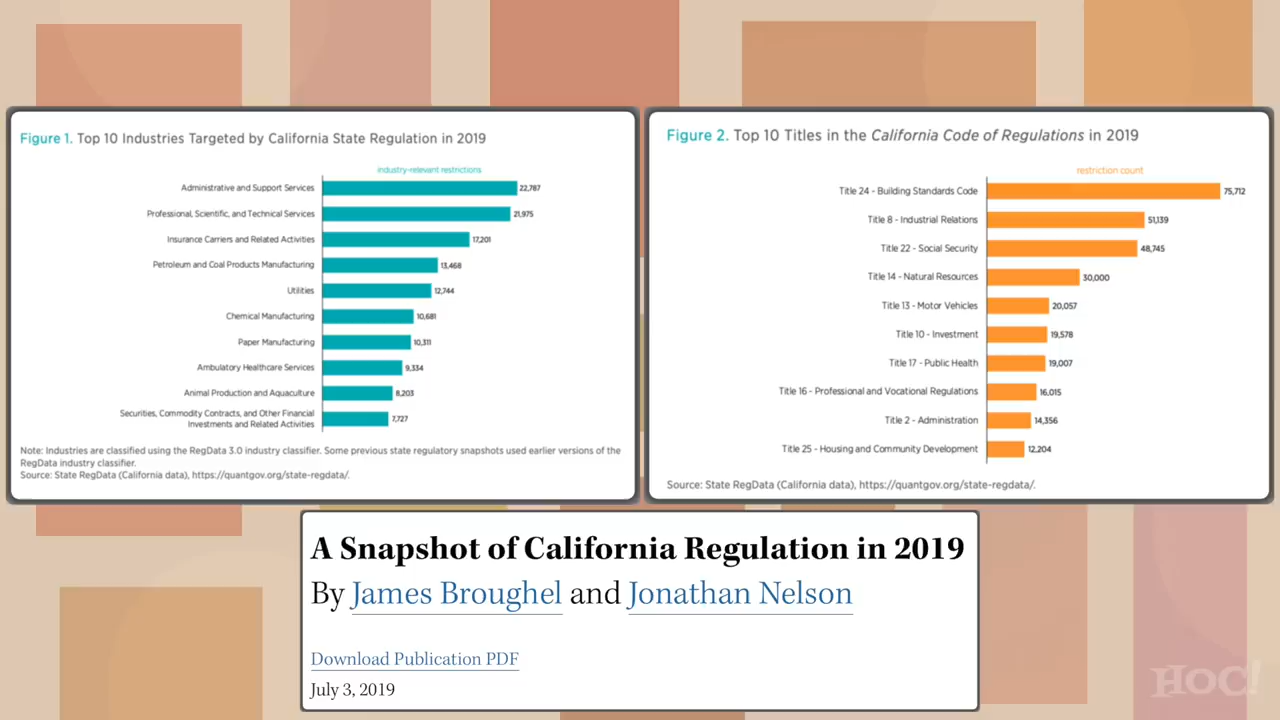 Figure 1. Top 10 Industries Targeted by California State Regulation in 2019
industry-relevant restrictions
Administrative and Support Services 22,787
Professional, Scientific, and Technical Services 21,975
Insurance Carriers and Related Activities 17,201
Petroleum and Coal Products Manufacturing 13,468
Utilities 12,744
Chemical Manufacturing 10,681
Paper Manufacturing 10,311
Ambulatory Healthcare Services 9,334
Animal Production and Aquaculture 8,203
Securities, Commodity Contracts, and Other Financial
Investments and Related Activities 7,727
Note: Industries are classified using the RegData 3.0 industry classifier. Some previous state regulatory snapshots used earlier versions of the
RegData industry classifier.
Source: State RegData (California data), https://quantgov.org/state-regdata/.
Figure 2. Top 10 Titles in the California Code of Regulations in 2019
restriction count
Title 24 - Building Standards Code 75,712
Title 8 - Industrial Relations 51,139
Title 22 - Social Security 48,745
Title 14 - Natural Resources 30,000
Title 13 - Motor Vehicles 20,057
Title 10 - Investment 19,578
Title 17 - Public Health 19,007
Title 16 - Professional and Vocational Regulations 16,015
Title 2 - Administration 14,356
Title 25 - Housing and Community Development 12,204
Source: State RegData (California data), https://quantgov.org/state-regdata/.
A Snapshot of California Regulation in 2019
By James Broughel and Jonathan Nelson
Download Publication PDF
July 3, 2019
HOC!